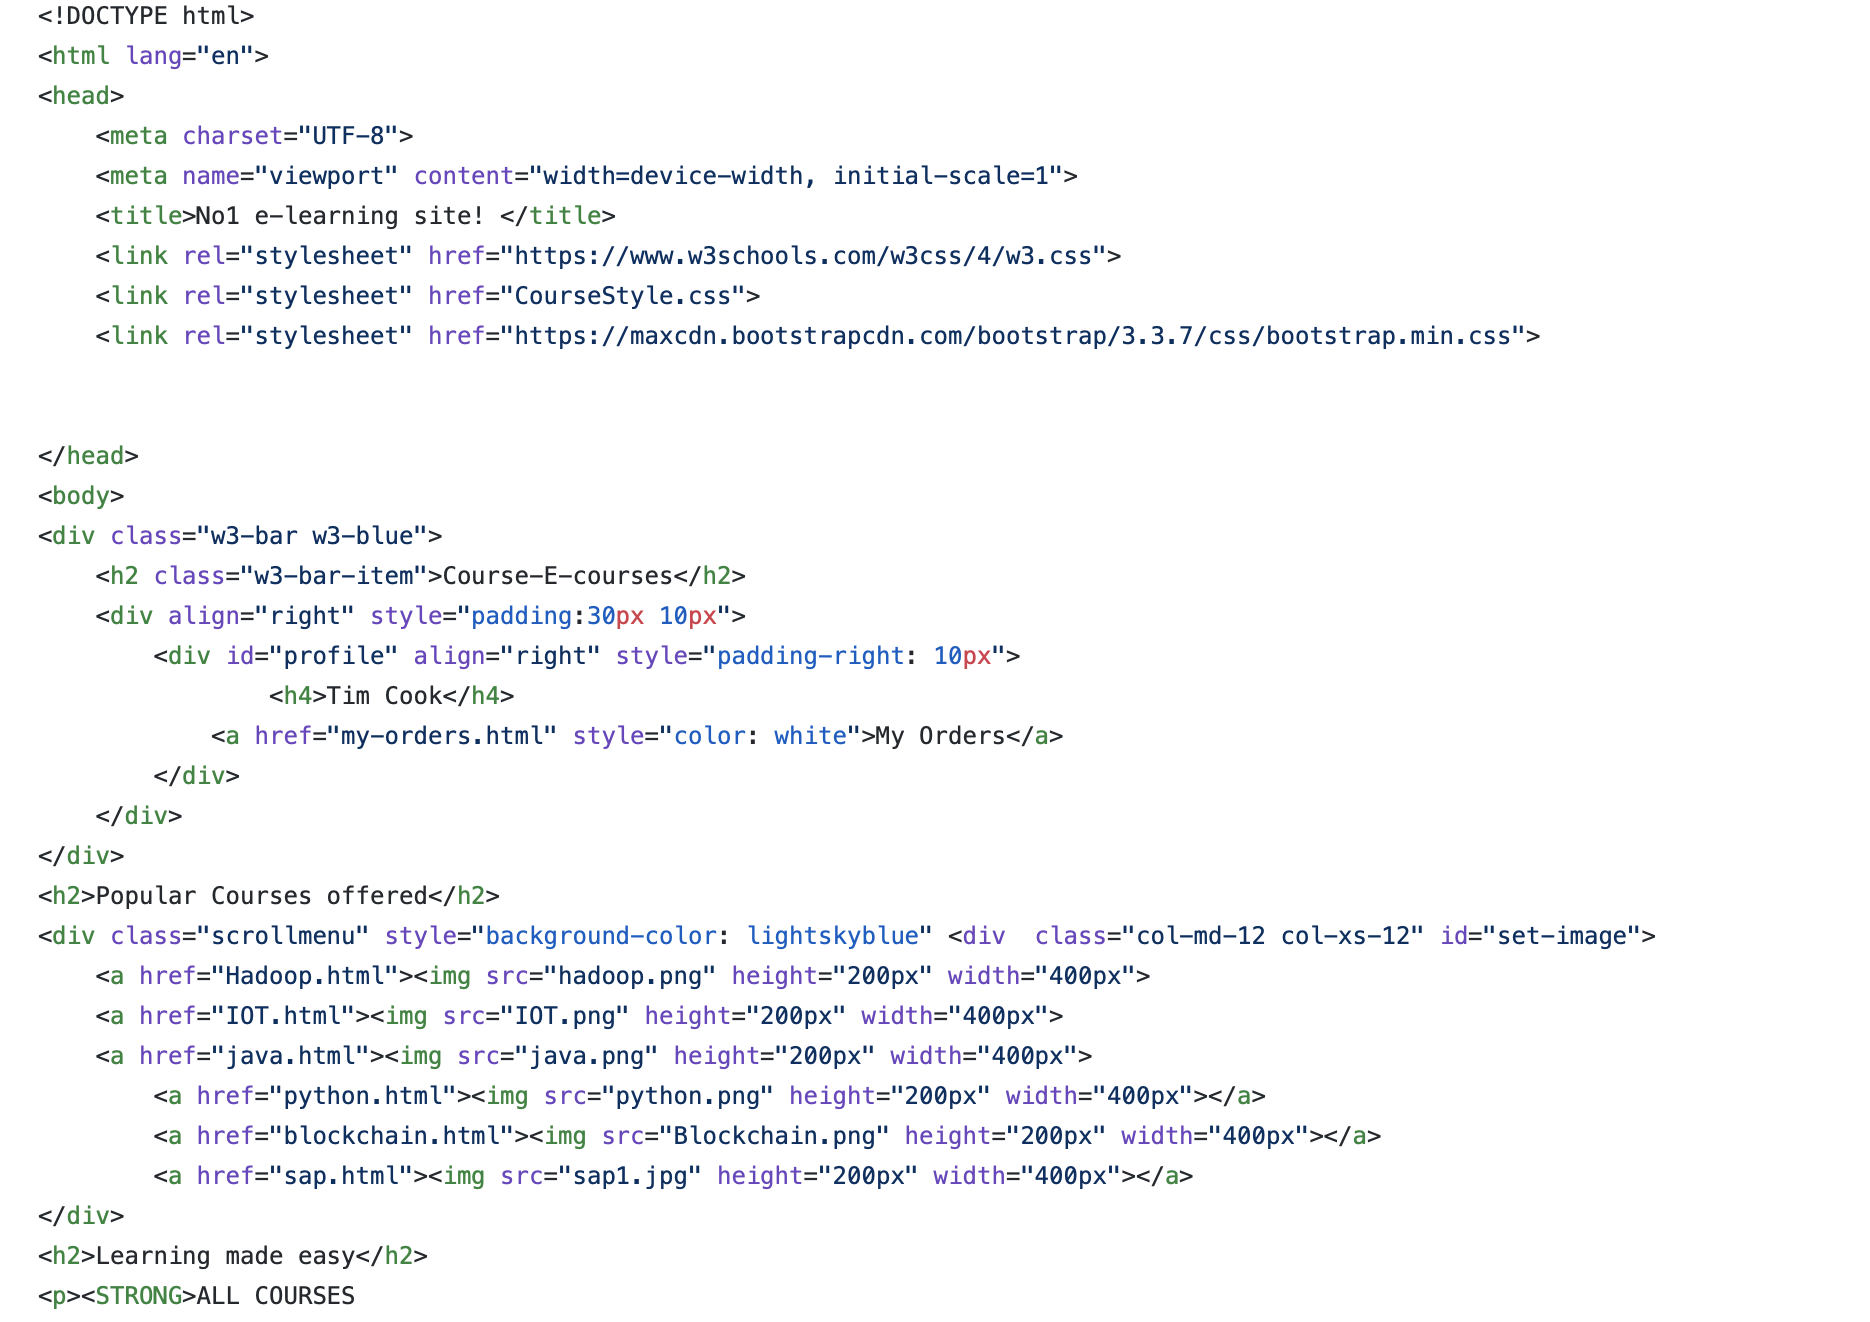 <!DOCTYPE html>
<html lang="en">
<head>
    <meta charset="UTF-8">
    <meta name="viewport" content="width=device-width, initial-scale=1">
    <title>No1 e-learning site! </title>
    <link rel="stylesheet" href="https://www.w3schools.com/w3css/4/w3.css">
    <link rel="stylesheet" href="CourseStyle.css">
    <link rel="stylesheet" href="https://maxcdn.bootstrapcdn.com/bootstrap/3.3.7/css/bootstrap.min.css">
</head>
<body>
<div class="w3-bar w3-blue">
    <h2 class="w3-bar-item">Course-E-courses</h2>
    <div align="right" style="padding:30px 10px">
        <div id="profile" align="right" style="padding-right: 10px">
                <h4>Tim Cook</h4>
            <a href="my-orders.html" style="color: white">My Orders</a>
        </div>
    </div>
</div>
<h2>Popular Courses offered</h2>
<div class="scrollmenu" style="background-color: lightskyblue" <div  class="col-md-12 col-xs-12" id="set-image">
    <a href="Hadoop.html"><img src="hadoop.png" height="200px" width="400px">
    <a href="IOT.html"><img src="IOT.png" height="200px" width="400px">
    <a href="java.html"><img src="java.png" height="200px" width="400px">
        <a href="python.html"><img src="python.png" height="200px" width="400px"></a>
        <a href="blockchain.html"><img src="Blockchain.png" height="200px" width="400px"></a>
        <a href="sap.html"><img src="sap1.jpg" height="200px" width="400px"></a>
</div>
<h2>Learning made easy</h2>
<p><STRONG>ALL COURSES